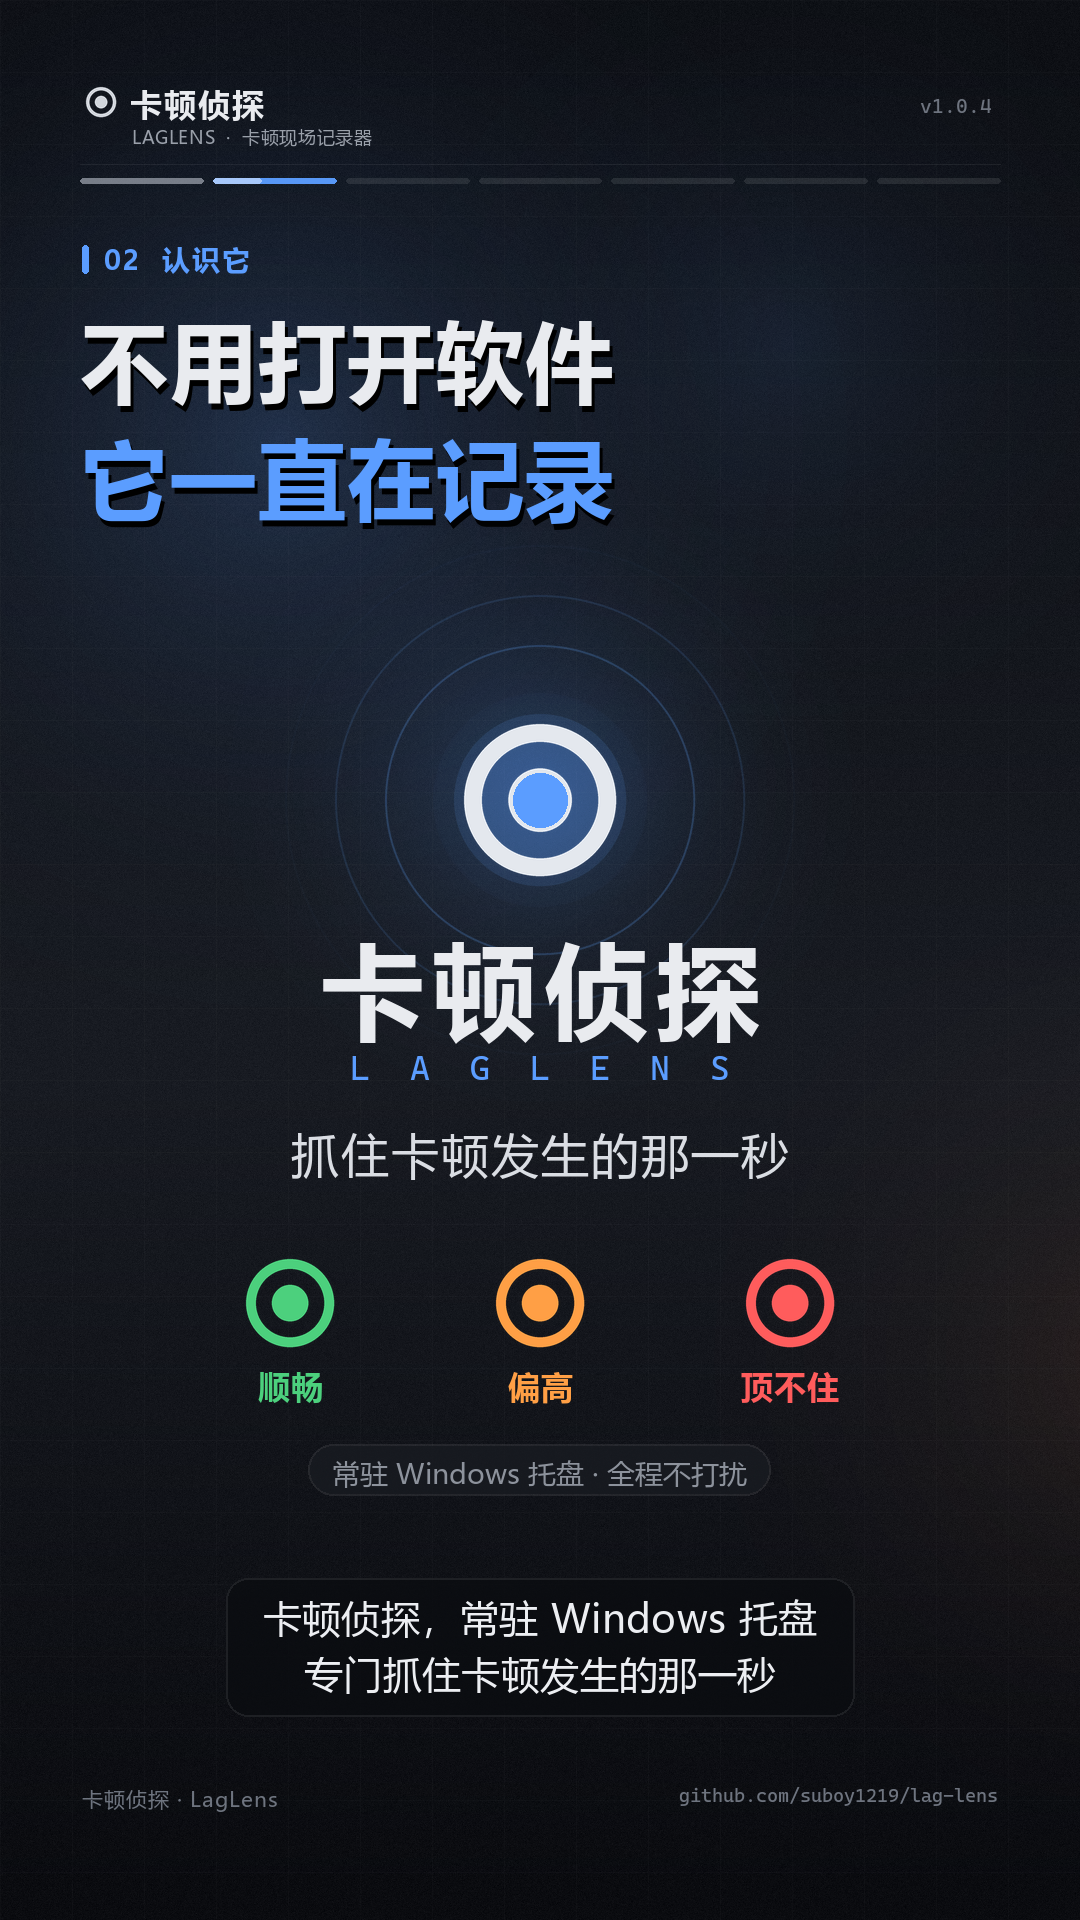 卡顿侦探
v1.0.4
LAGLENS · 卡顿现场记录器
02 认识它
不用打开软件
它一直在记录
卡顿侦探
LAGLENS
抓住卡顿发生的那一秒
顺畅 偏高 顶不住
常驻 Windows 托盘 · 全程不打扰
卡顿侦探，常驻 Windows 托盘
专门抓住卡顿发生的那一秒
卡顿侦探 · LagLens
github.com/suboy1219/lag-lens